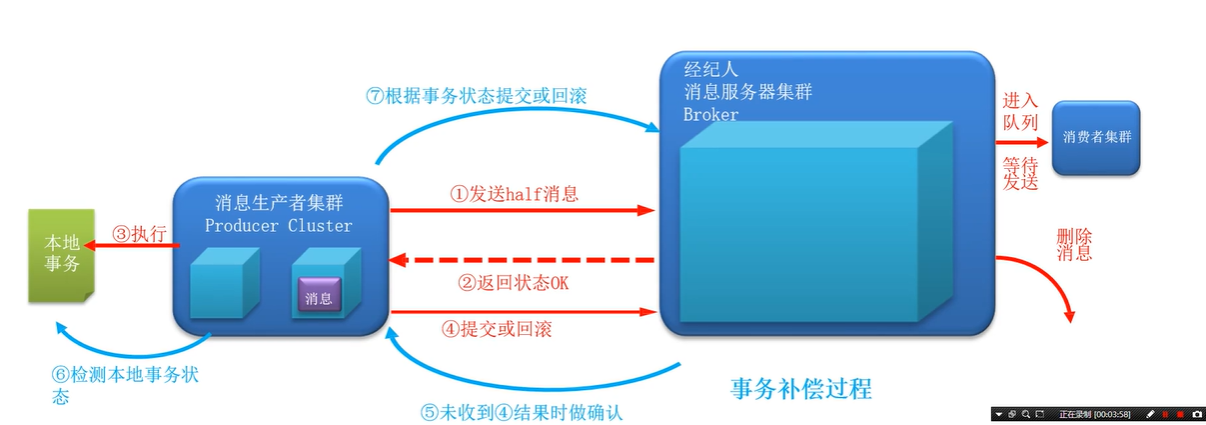 ⑦根据事务状态提交或回滚
经纪人
消息服务器集群
Broker
进入
队列
消费者集群
等待
发送
①发送half消息
消息生产者集群
Producer Cluster
③执行
本地
事务
消息
②返回状态OK
④提交或回滚
删除
消息
⑥检测本地事务状
态
⑤未收到④结果时做确认
事务补偿过程
正在录制 [00:03:58]